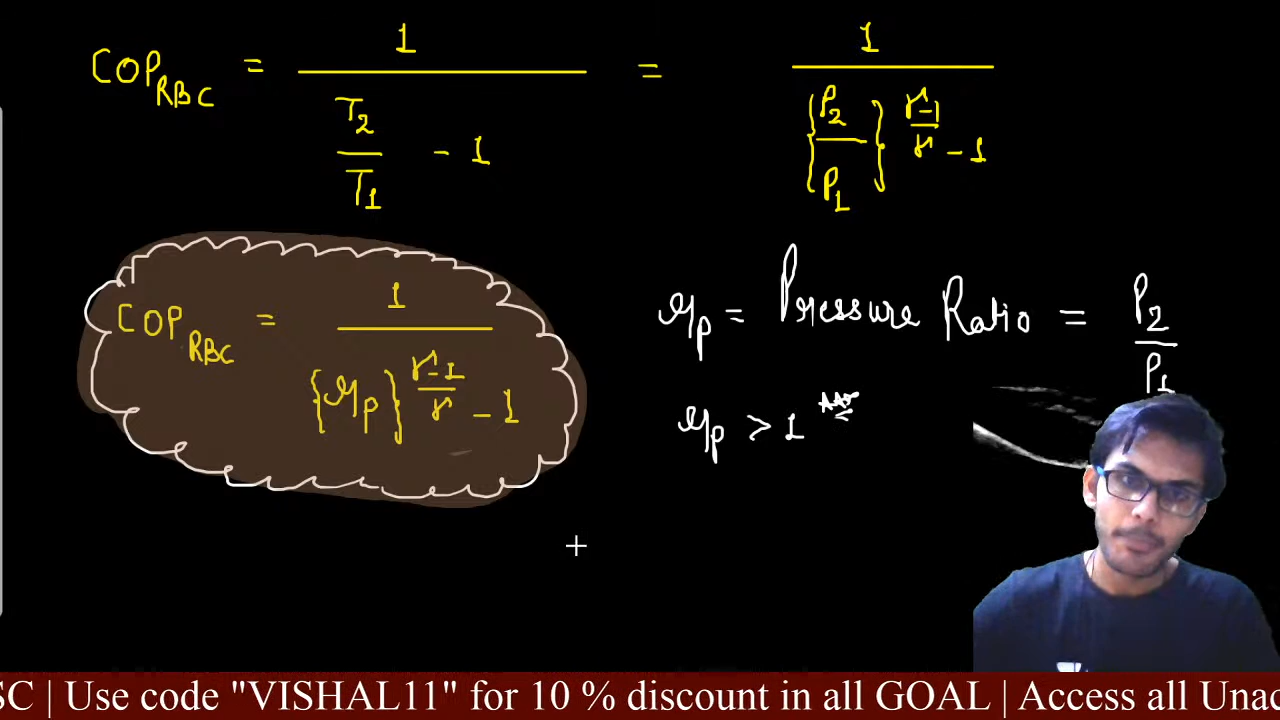 COP_RBC = 1 / (T2/T1 - 1) = 1 / ({P2/P1}^((γ-1)/γ) - 1)
COP_RBC = 1 / ({rp}^((γ-1)/γ) - 1)
rp = Pressure Ratio = P2/P1
rp > 1
SC | Use code "VISHAL11" for 10 % discount in all GOAL | Access all Unac